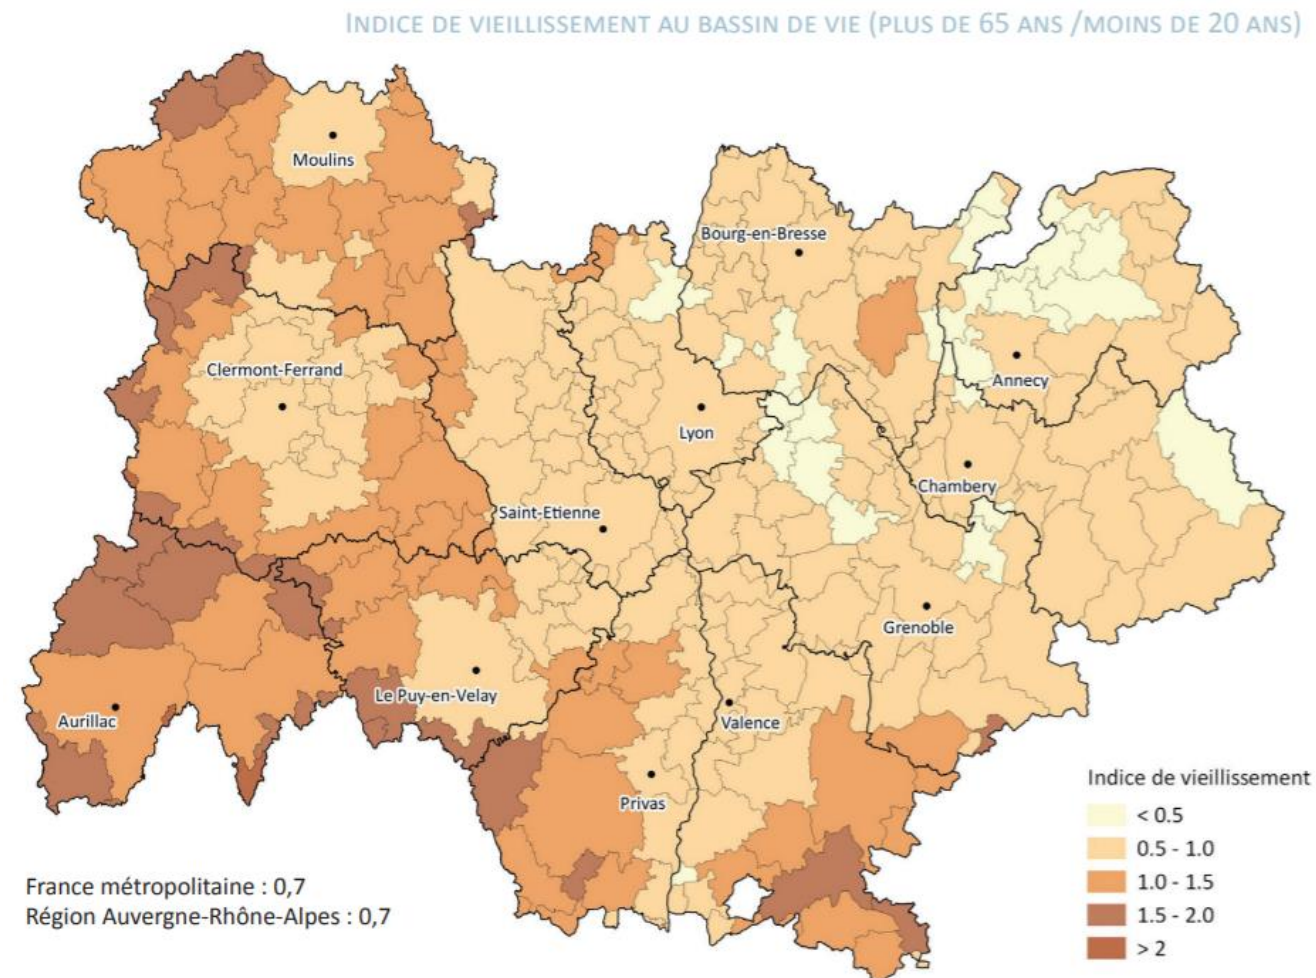 INDICE DE VIEILLISSEMENT AU BASSIN DE VIE (PLUS DE 65 ANS /MOINS DE 20 ANS)
Moulins
Bourg-en-Bresse
Clermont-Ferrand
Annecy
Lyon
Chambery
Saint-Etienne
Grenoble
Le Puy-en-Velay
Aurillac
Valence
Privas
Indice de vieillissement
< 0.5
0.5 - 1.0
1.0 - 1.5
1.5 - 2.0
> 2
France métropolitaine : 0,7
Région Auvergne-Rhône-Alpes : 0,7